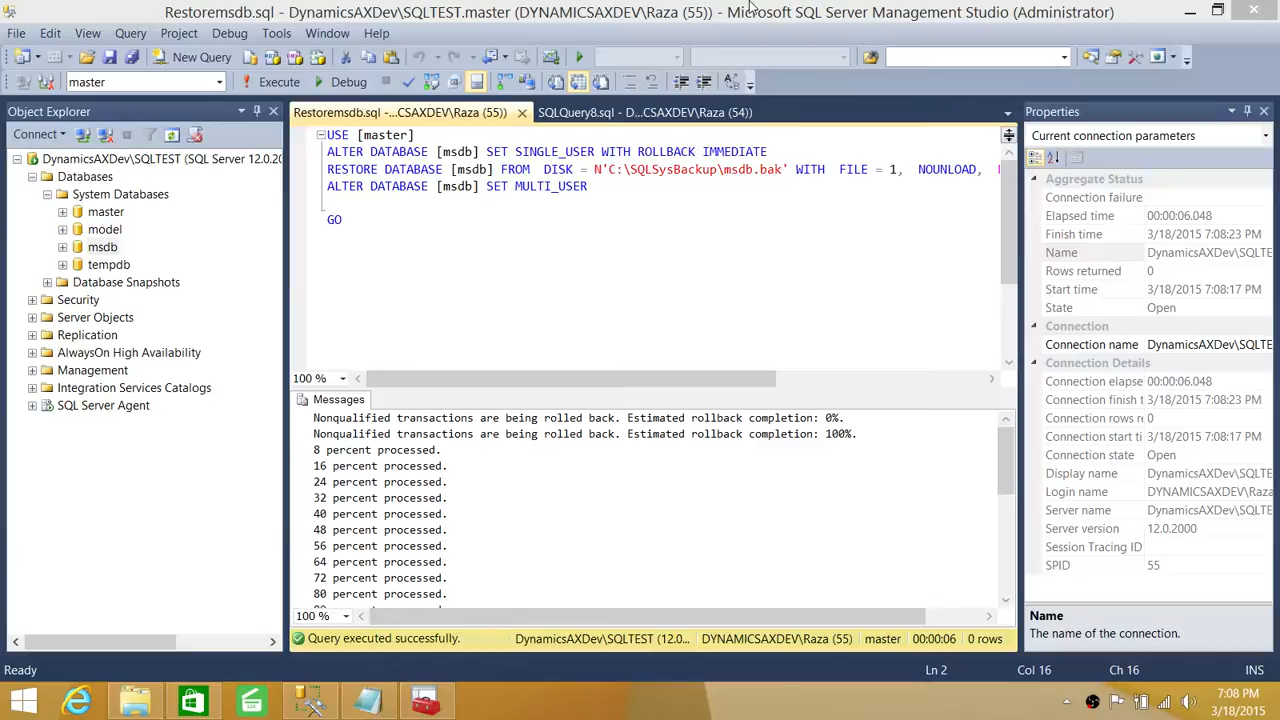 Restoremsdb.sql - DynamicsAXDev\SQLTEST.master (DYNAMICSAXDEV\Raza (55)) - Microsoft SQL Server Management Studio (Administrator)
File Edit View Query Project Debug Tools Window Help
New Query
master Execute Debug
Object Explorer
Connect
DynamicsAXDev\SQLTEST (SQL Server 12.0.20
Databases
System Databases
master
model
msdb
tempdb
Database Snapshots
Security
Server Objects
Replication
AlwaysOn High Availability
Management
Integration Services Catalogs
SQL Server Agent
Restoremsdb.sql -...CSAXDEV\Raza (55)) SQLQuery8.sql - D...CSAXDEV\Raza (54))
USE [master]
ALTER DATABASE [msdb] SET SINGLE_USER WITH ROLLBACK IMMEDIATE
RESTORE DATABASE [msdb] FROM DISK = N'C:\SQLSysBackup\msdb.bak' WITH FILE = 1, NOUNLOAD,
ALTER DATABASE [msdb] SET MULTI_USER
GO
100 %
Messages
Nonqualified transactions are being rolled back. Estimated rollback completion: 0%.
Nonqualified transactions are being rolled back. Estimated rollback completion: 100%.
8 percent processed.
16 percent processed.
24 percent processed.
32 percent processed.
40 percent processed.
48 percent processed.
56 percent processed.
64 percent processed.
72 percent processed.
80 percent processed.
100 %
Query executed successfully. DynamicsAXDev\SQLTEST (12.0... DYNAMICSAXDEV\Raza (55) master 00:00:06 0 rows
Properties
Current connection parameters
Aggregate Status
Connection failure
Elapsed time 00:00:06.048
Finish time 3/18/2015 7:08:23 PM
Name DynamicsAXDev\SQLTE
Rows returned 0
Start time 3/18/2015 7:08:17 PM
State Open
Connection
Connection name DynamicsAXDev\SQLTE
Connection Details
Connection elapse 00:00:06.048
Connection finish t 3/18/2015 7:08:23 PM
Connection rows re 0
Connection start ti 3/18/2015 7:08:17 PM
Connection state Open
Display name DynamicsAXDev\SQLTE
Login name DYNAMICSAXDEV\Raza
Server name DynamicsAXDev\SQLTE
Server version 12.0.2000
Session Tracing ID
SPID 55
Name
The name of the connection.
Ready Ln 2 Col 16 Ch 16 INS
7:08 PM
3/18/2015